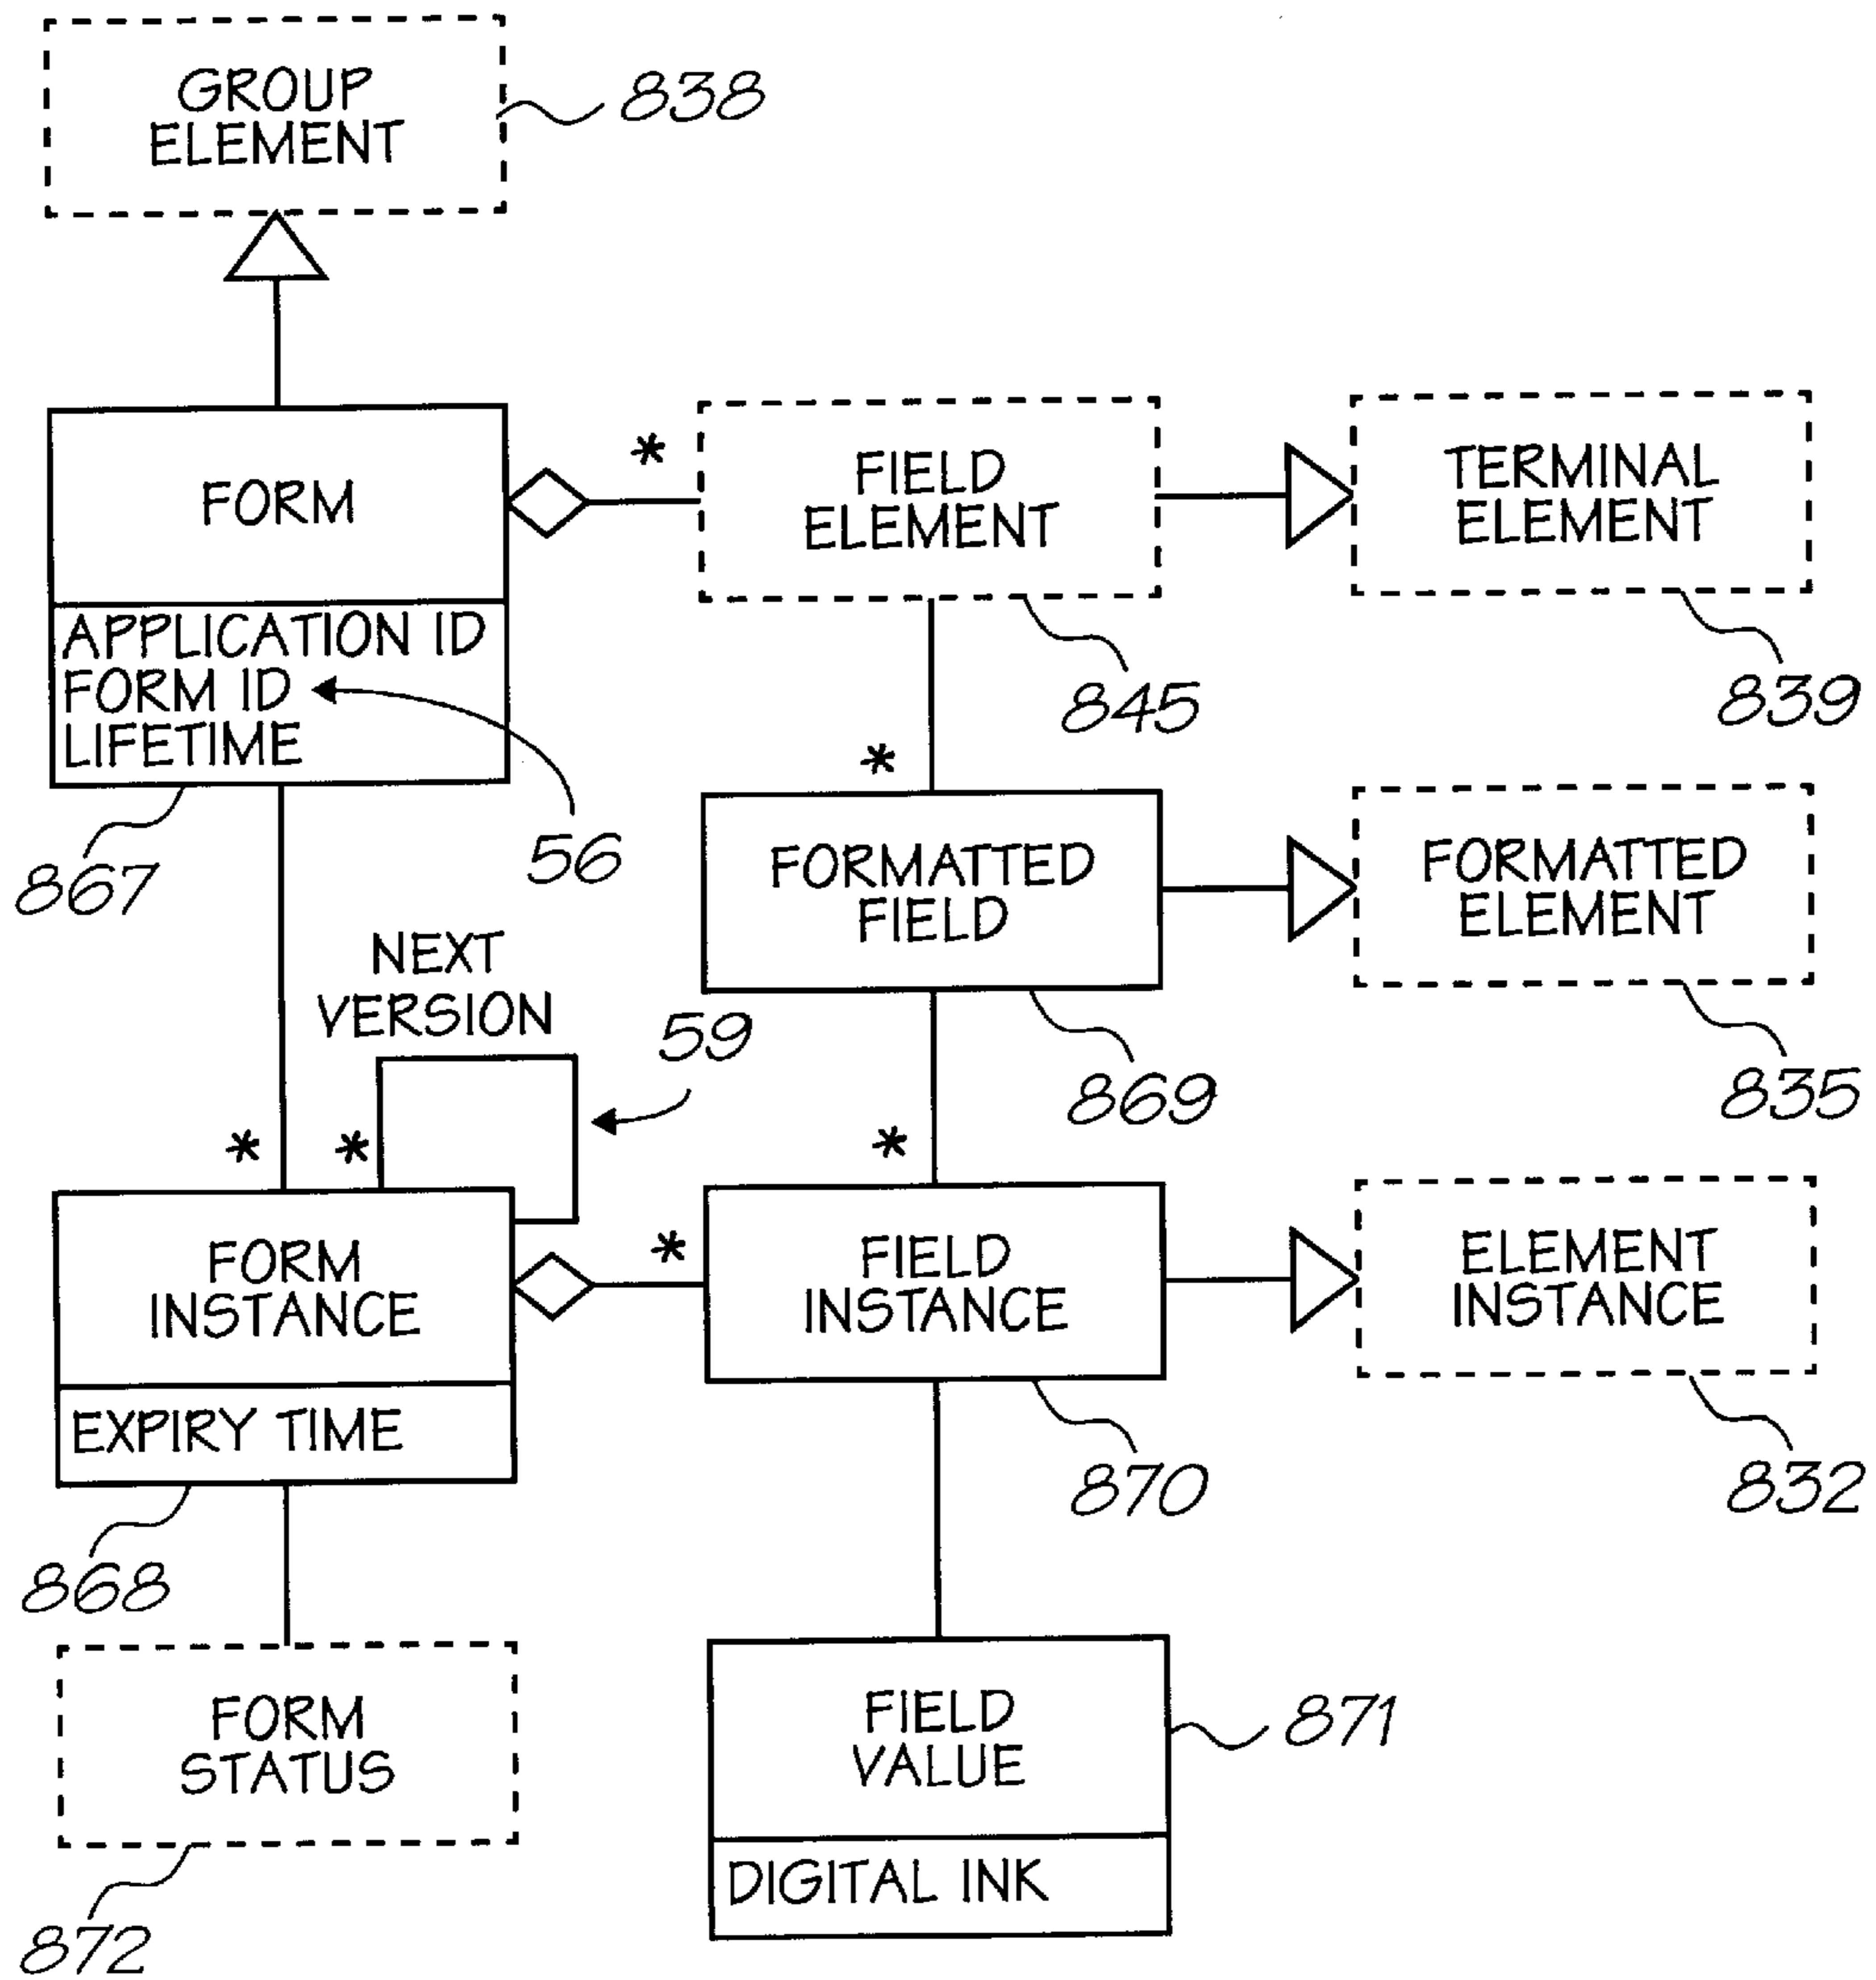 GROUP
ELEMENT
838
FORM
*
FIELD
ELEMENT
TERMINAL
ELEMENT
APPLICATION ID
FORM ID
LIFETIME
845
839
*
867
56
FORMATTED
FIELD
FORMATTED
ELEMENT
NEXT
VERSION
59
869
835
*
*
*
FORM
INSTANCE
*
FIELD
INSTANCE
ELEMENT
INSTANCE
EXPIRY TIME
870
832
868
FORM
STATUS
FIELD
VALUE
871
DIGITAL INK
872